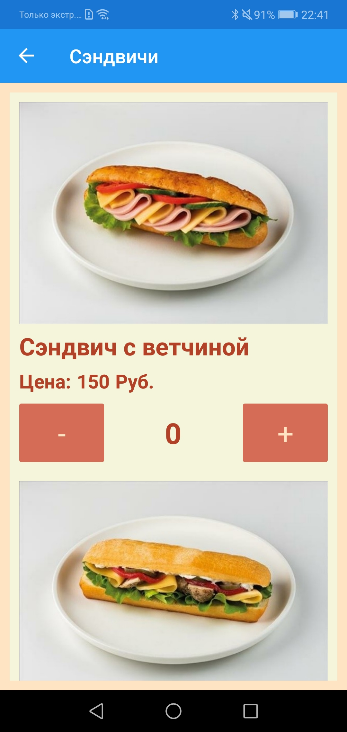 Только экстр...
91%
22:41
Сэндвичи
Сэндвич с ветчиной
Цена: 150 Руб.
-
0
+